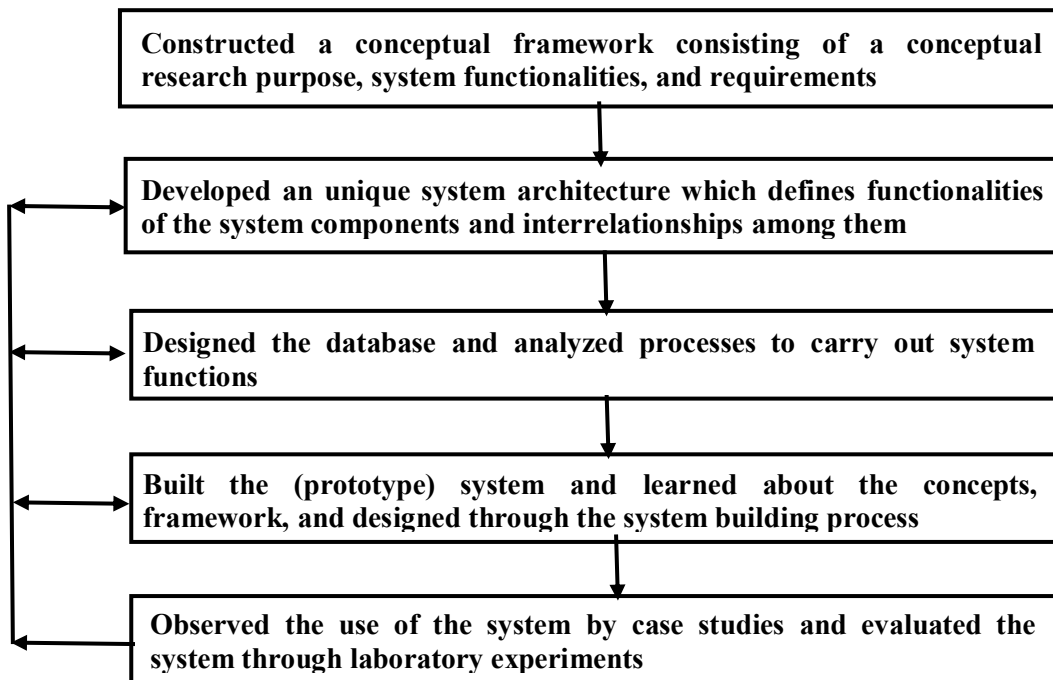 Constructed a conceptual framework consisting of a conceptual
research purpose, system functionalities, and requirements
Developed an unique system architecture which defines functionalities
of the system components and interrelationships among them
Designed the database and analyzed processes to carry out system
functions
Built the (prototype) system and learned about the concepts,
framework, and designed through the system building process
Observed the use of the system by case studies and evaluated the
system through laboratory experiments